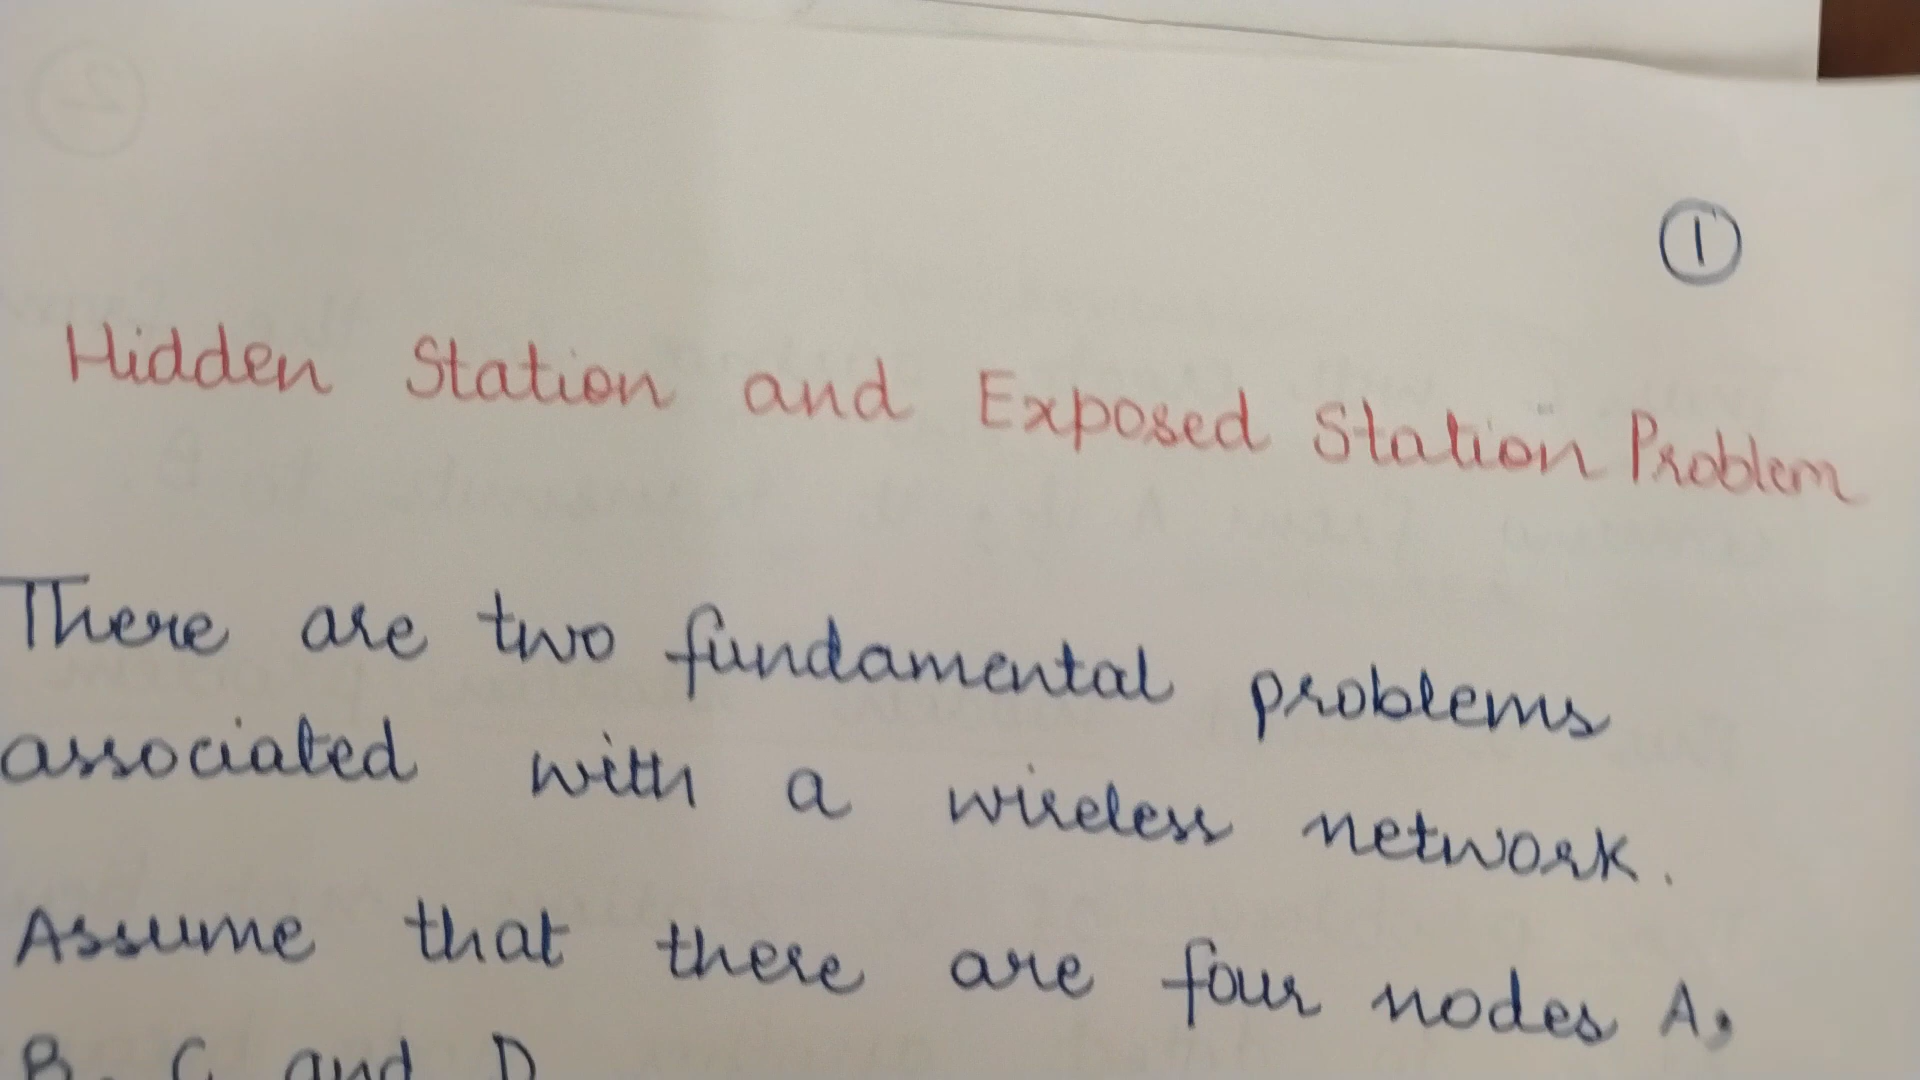 1
Hidden Station and Exposed Station Problem
There are two fundamental problems
associated with a wireless network.
Assume that there are four nodes A,
B, C and D